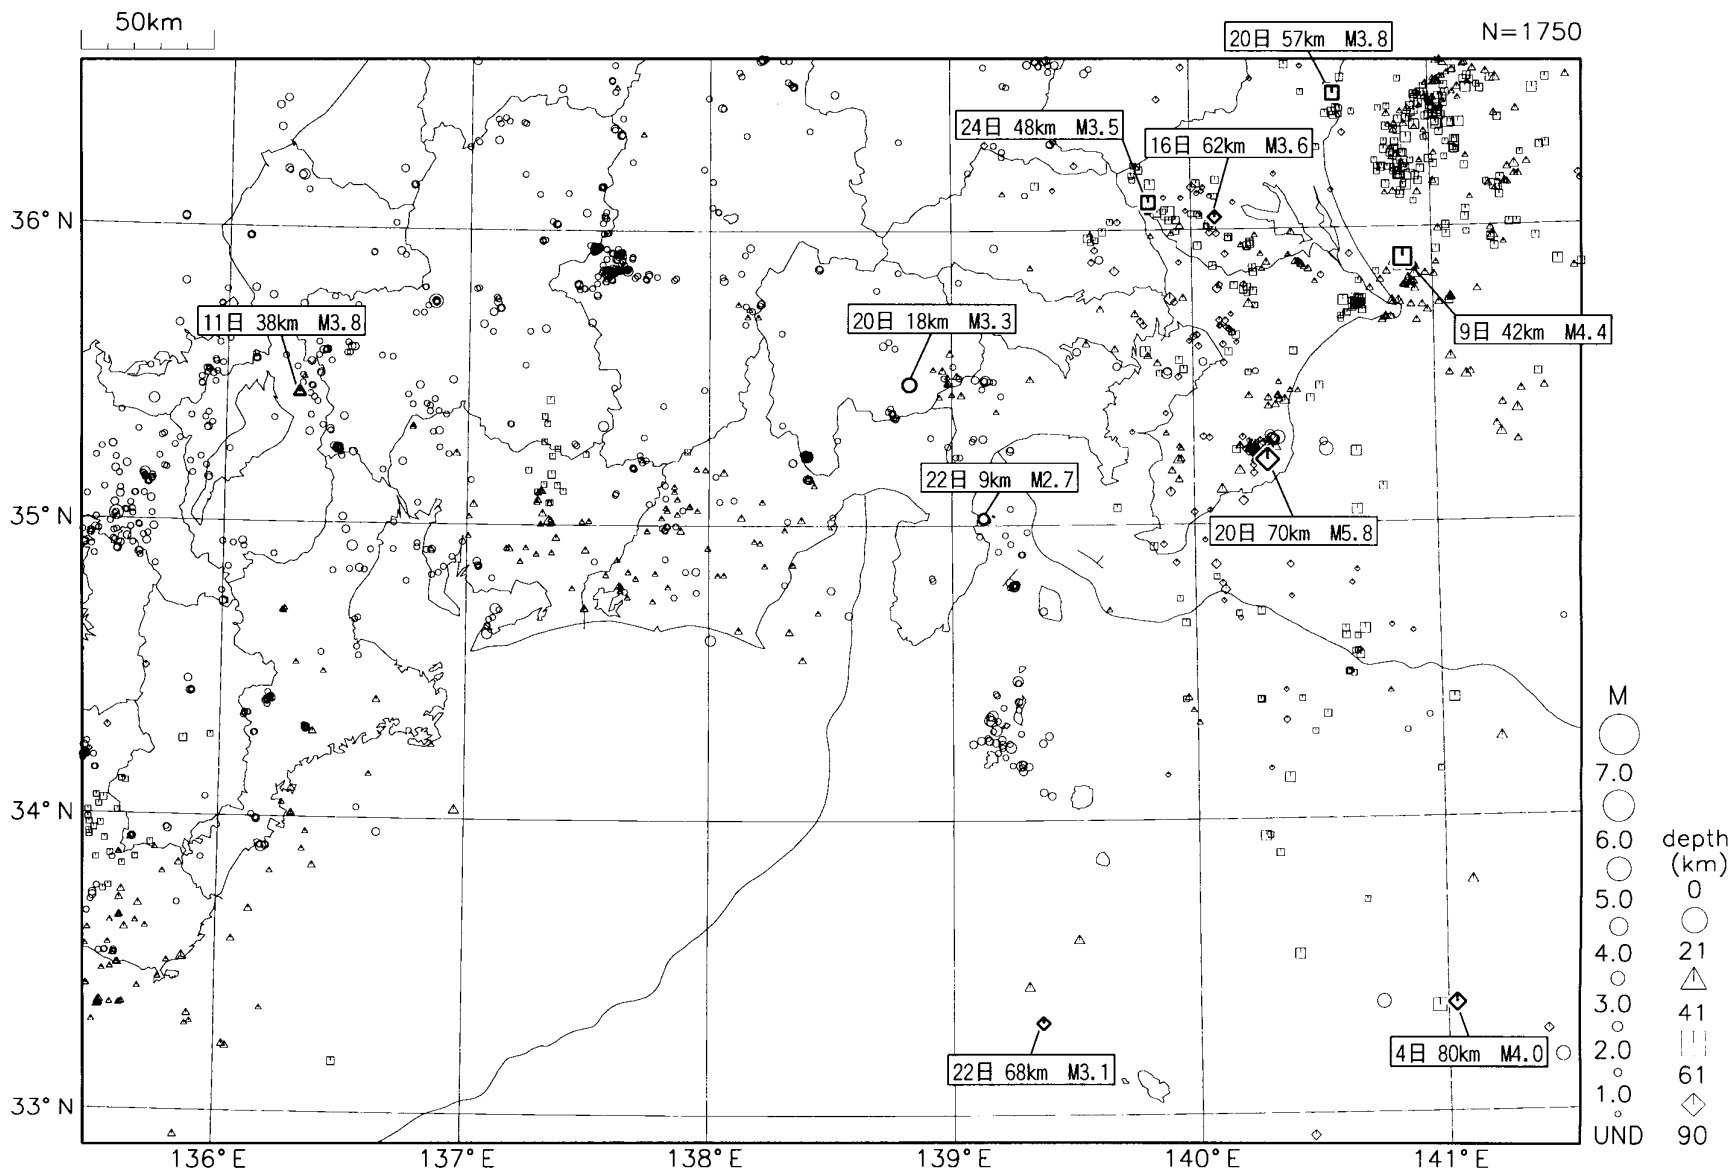 50km
N=1750
20日 57km M3.8
24日 48km M3.5
16日 62km M3.6
36°N
11日 38km M3.8
20日 18km M3.3
9日 42km M4.4
22日 9km M2.7
35°N
20日 70km M5.8
34°N
4日 80km M4.0
22日 68km M3.1
33°N
136°E
137°E
138°E
139°E
140°E
141°E
M
7.0
6.0
5.0
4.0
3.0
2.0
1.0
UND
depth
(km)
0
21
41
61
90